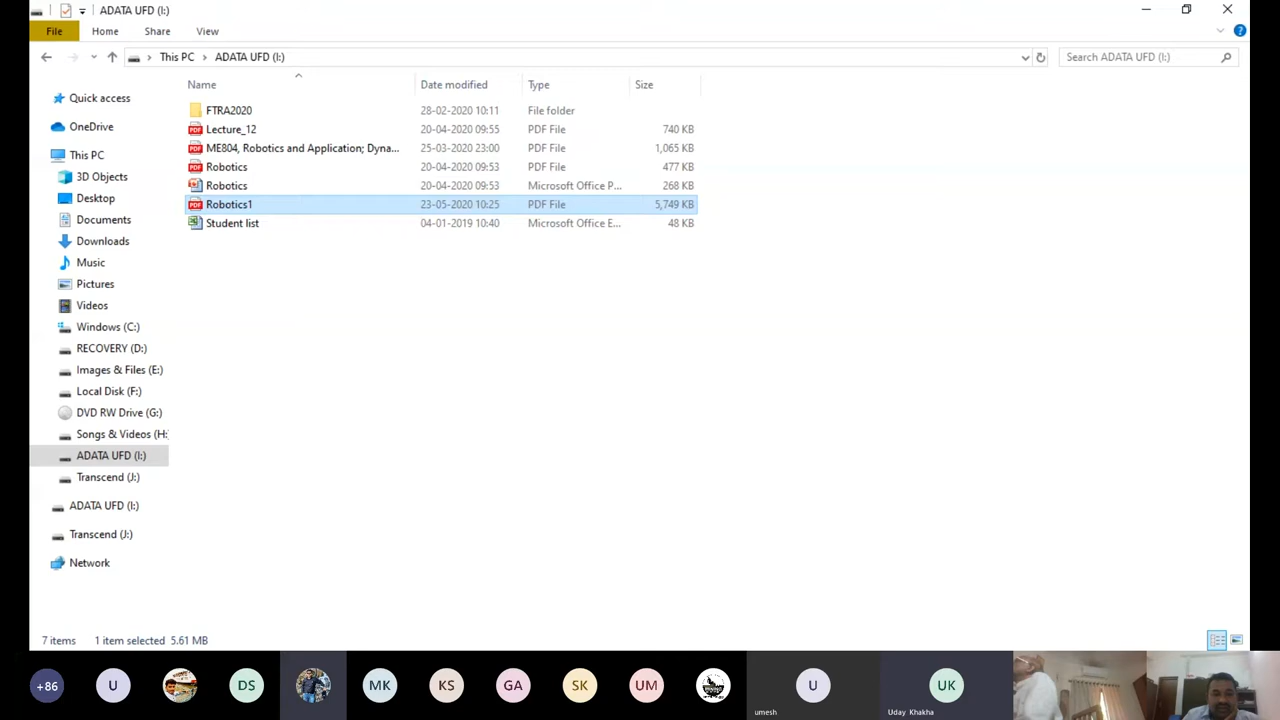 ADATA UFD (I:)
File Home Share View
This PC ADATA UFD (I:) Search ADATA UFD (I:)
Name Date modified Type Size
Quick access
OneDrive
This PC
3D Objects
Desktop
Documents
Downloads
Music
Pictures
Videos
Windows (C:)
RECOVERY (D:)
Images & Files (E:)
Local Disk (F:)
DVD RW Drive (G:)
Songs & Videos (H:
ADATA UFD (I:)
Transcend (J:)
ADATA UFD (I:)
Transcend (J:)
Network
FTRA2020 28-02-2020 10:11 File folder
Lecture_12 20-04-2020 09:55 PDF File 740 KB
ME804, Robotics and Application; Dyna... 25-03-2020 23:00 PDF File 1,065 KB
Robotics 20-04-2020 09:53 PDF File 477 KB
Robotics 20-04-2020 09:53 Microsoft Office P... 268 KB
Robotics1 23-05-2020 10:25 PDF File 5,749 KB
Student list 04-01-2019 10:40 Microsoft Office E... 48 KB
7 items 1 item selected 5.61 MB
+86 U DS MK KS GA SK UM U UK
umesh Uday Khakha